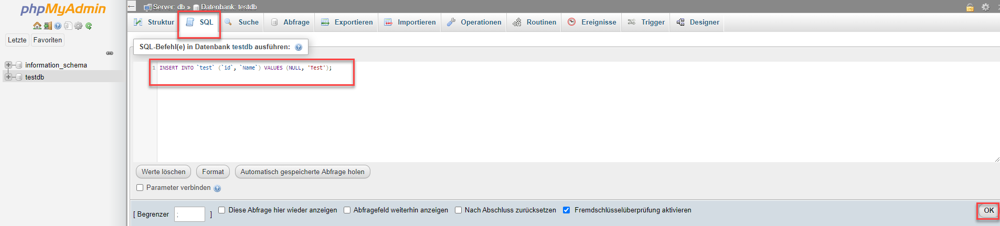 phpMyAdmin
Letzte Favoriten
information_schema
testdb
Server: db » Datenbank: testdb
Struktur SQL Suche Abfrage Exportieren Importieren Operationen Routinen Ereignisse Trigger Designer
SQL-Befehl(e) in Datenbank testdb ausführen:
1 INSERT INTO `test` (`id`, `Name`) VALUES (NULL, 'Test');
Werte löschen Format Automatisch gespeicherte Abfrage holen
Parameter verbinden
[ Begrenzer ; ] Diese Abfrage hier wieder anzeigen Abfragefeld weiterhin anzeigen Nach Abschluss zurücksetzen Fremdschlüsselüberprüfung aktivieren OK